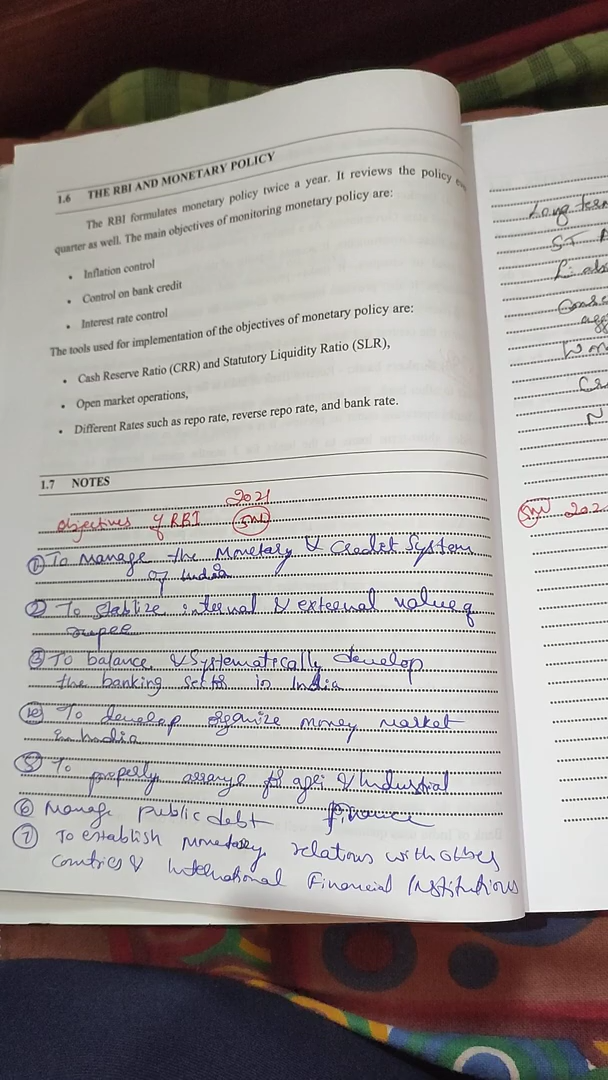 1.6 THE RBI AND MONETARY POLICY
The RBI formulates monetary policy twice a year. It reviews the policy
quarter as well. The main objectives of monitoring monetary policy are:
• Inflation control
• Control on bank credit
• Interest rate control
The tools used for implementation of the objectives of monetary policy are:
• Cash Reserve Ratio (CRR) and Statutory Liquidity Ratio (SLR),
• Open market operations,
• Different Rates such as repo rate, reverse repo rate, and bank rate.
1.7 NOTES
2021
Objectives of RBI (5M)
① To Manage the Monetary & Credit System
of India
② To stablize internal & external value of
rupee
③ To balance & Systematically develop
the banking sector in India
To develop organize money market
India
⑤ To properly arrange for agri & Industrial
finance
⑥ Manage public debt
⑦ To establish monetary relations with
Countries & International Financial Institutions
Long term